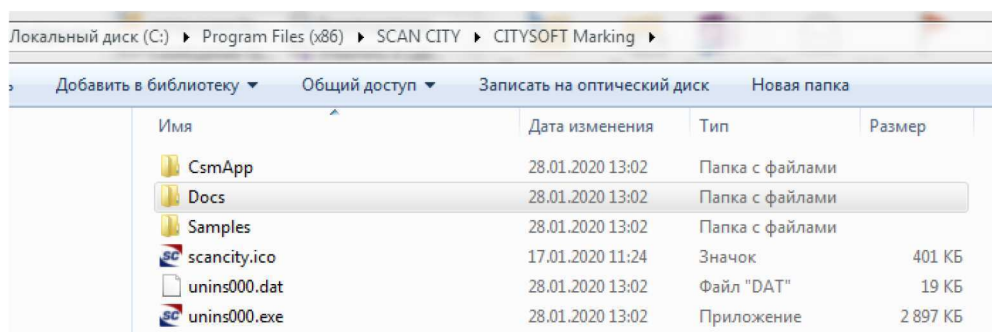 Локальный диск (C:) ▸ Program Files (x86) ▸ SCAN CITY ▸ CITYSOFT Marking ▸
Добавить в библиотеку ▼ Общий доступ ▼ Записать на оптический диск Новая папка
Имя Дата изменения Тип Размер
CsmApp 28.01.2020 13:02 Папка с файлами
Docs 28.01.2020 13:02 Папка с файлами
Samples 28.01.2020 13:02 Папка с файлами
scancity.ico 17.01.2020 11:24 Значок 401 КБ
unins000.dat 28.01.2020 13:02 Файл "DAT" 19 КБ
unins000.exe 28.01.2020 13:02 Приложение 2 897 КБ